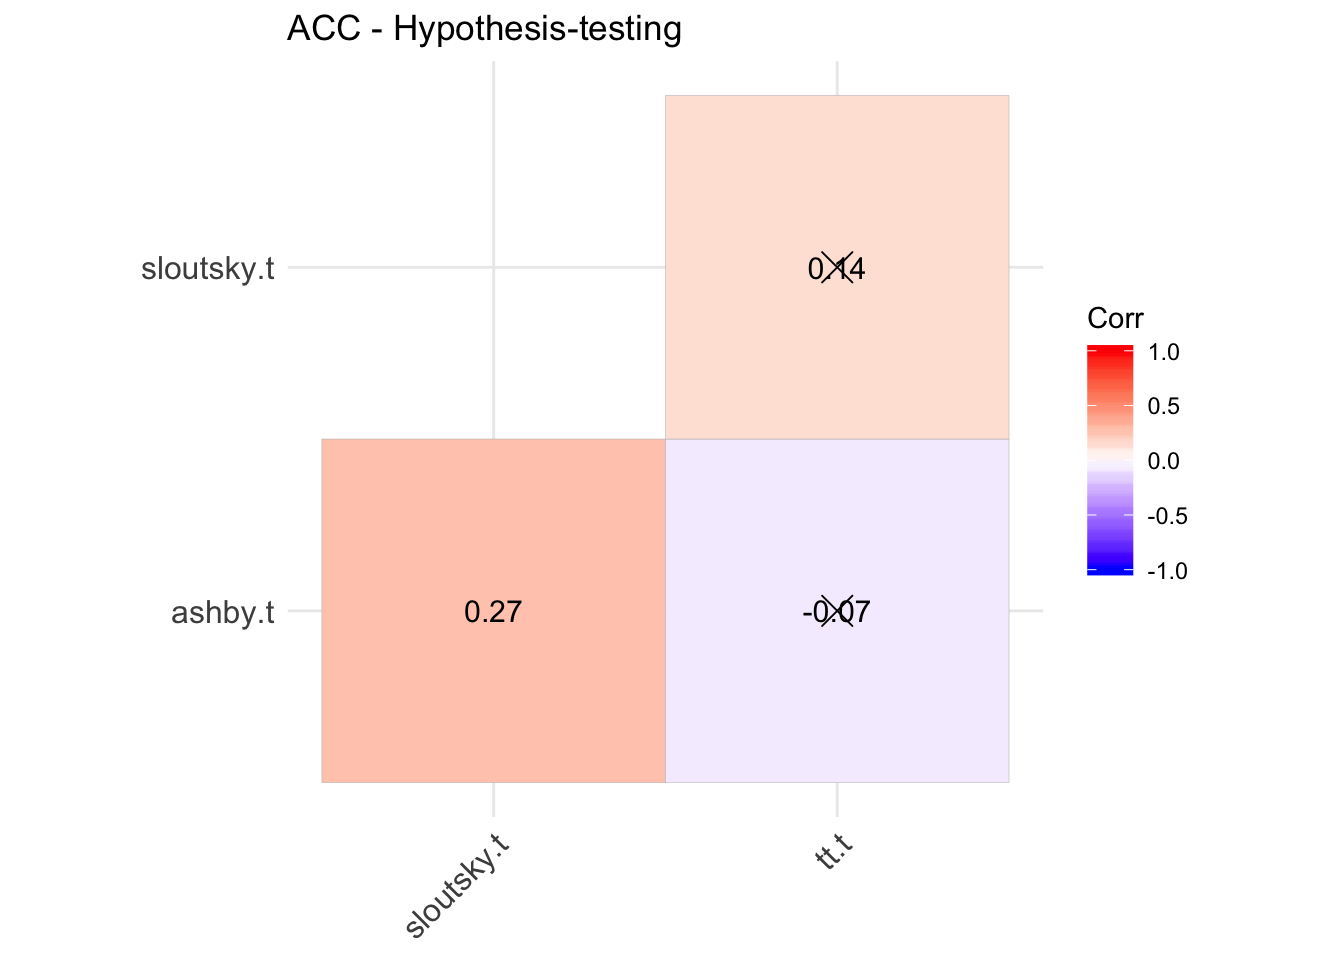 ACC - Hypothesis-testing
sloutsky.t
0.14
Corr
1.0
0.5
0.0
-0.5
-1.0
ashby.t
0.27
-0.07
sloutsky.t
tt.t